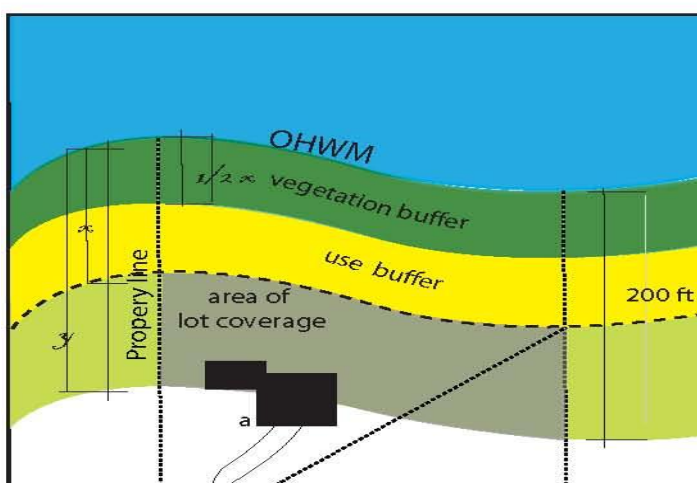 OHWM
1/2 x vegetation buffer
x
use buffer
200 ft
area of
lot coverage
Propery line
y
a